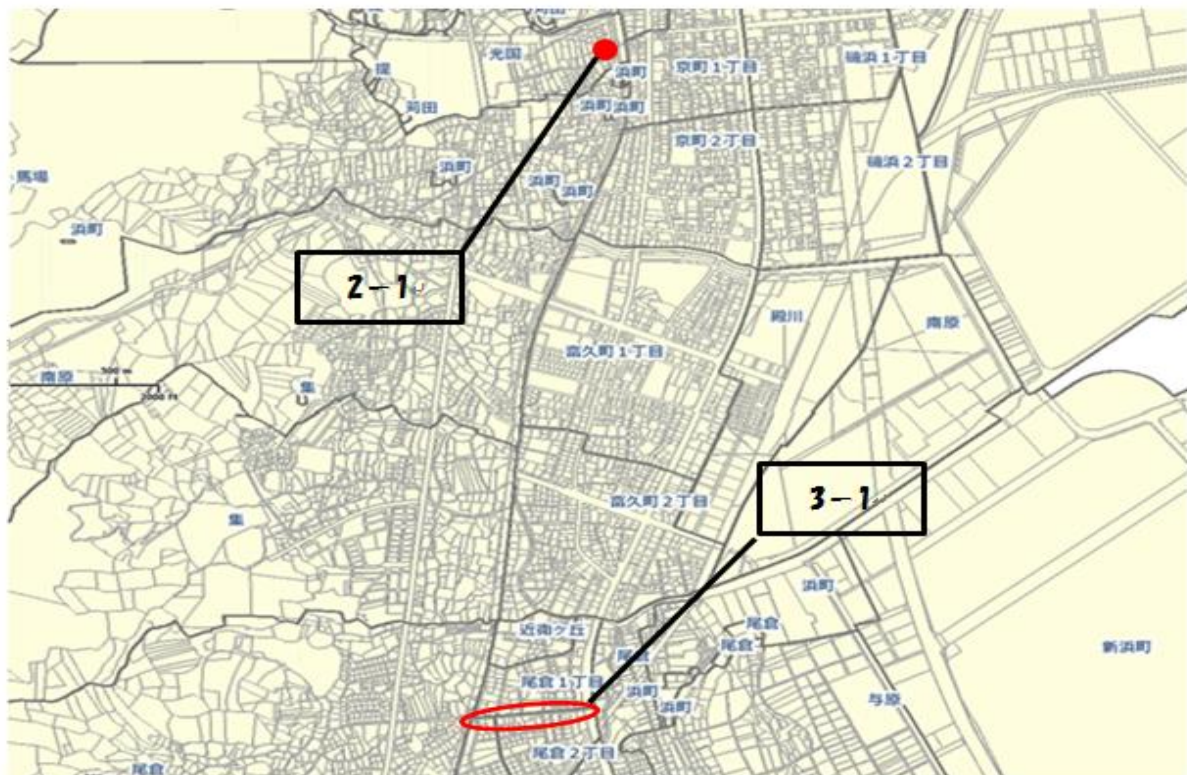 光国
京町1丁目
磯浜1丁目
堤
浜町
苅田
浜町
浜町
京町2丁目
磯浜2丁目
馬場
浜町
浜町
浜町
浜町
2-1
殿川
南原
富久町1丁目
南原
500 m
2000 ft
集
富久町2丁目
3-1
集
浜町
近衛ケ丘
尾倉
尾倉
尾倉
新浜町
尾倉1丁目
浜町
浜町
与原
尾倉2丁目
尾倉